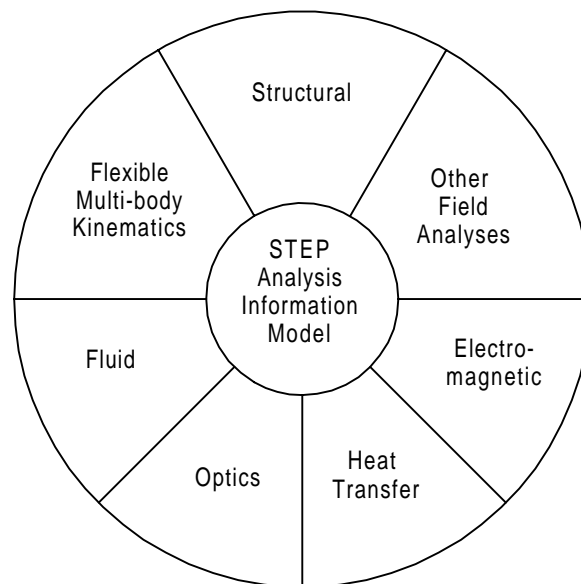 Structural
Flexible
Multi-body
Kinematics
Other
Field
Analyses
STEP
Analysis
Information
Model
Fluid
Electro-
magnetic
Optics
Heat
Transfer